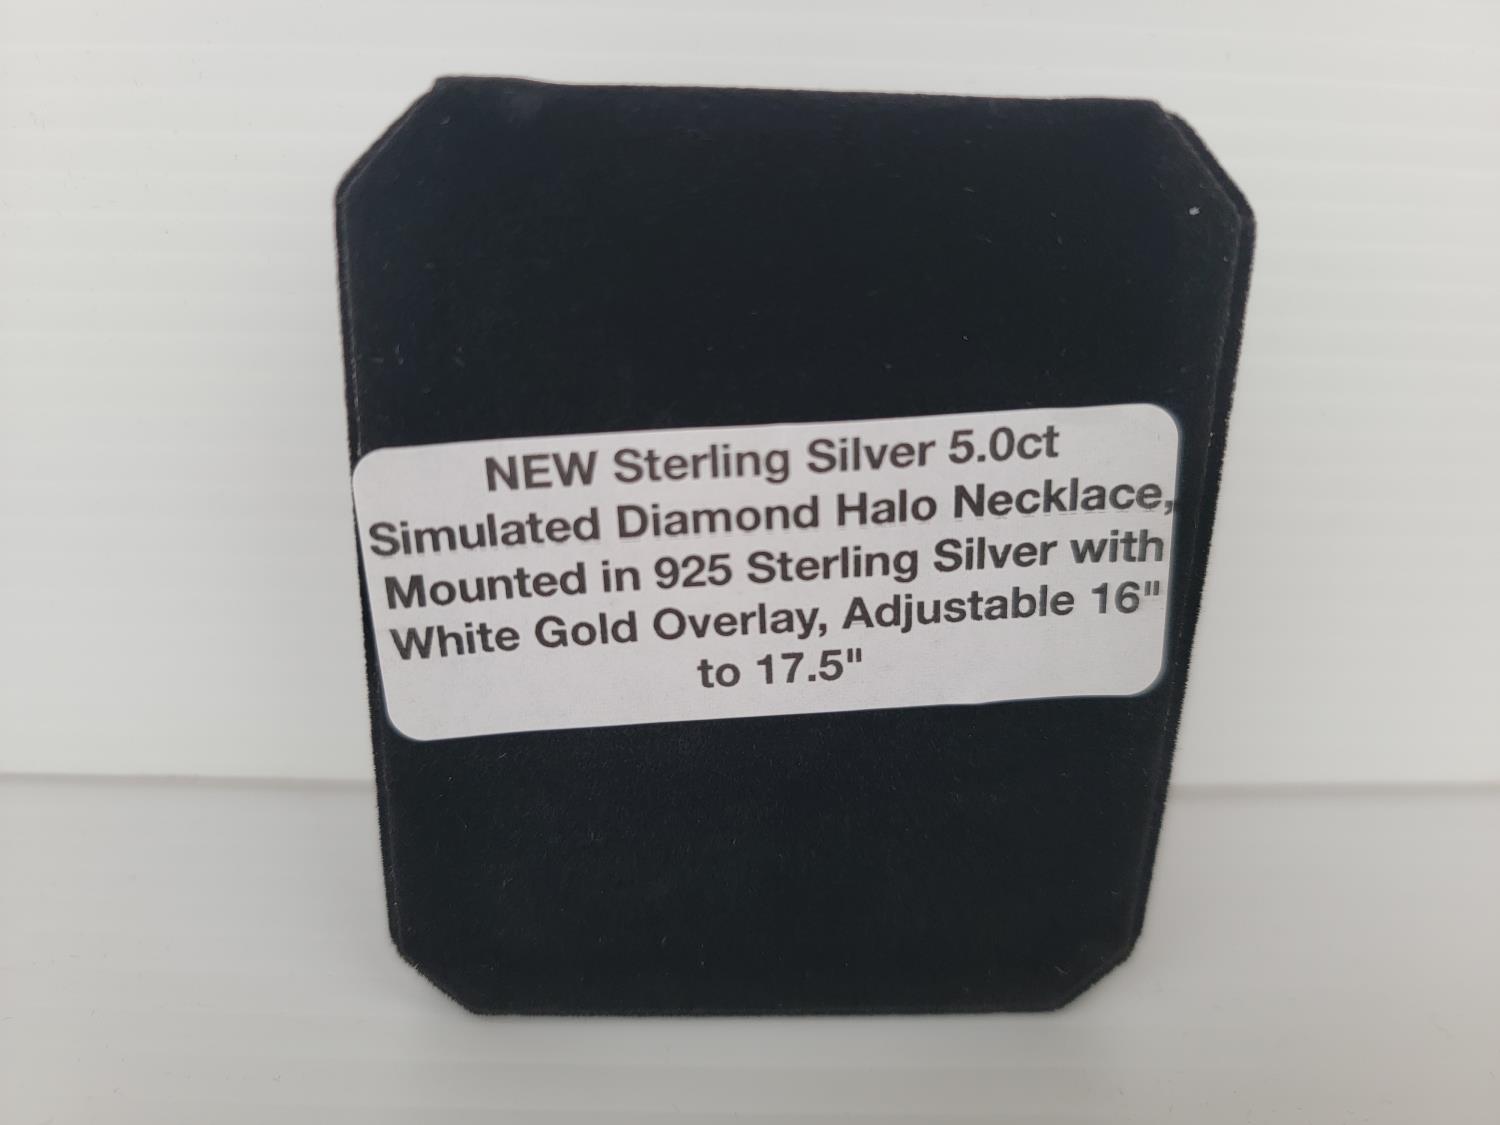 NEW Sterling Silver 5.0ct
Simulated Diamond Halo Necklace,
Mounted in 925 Sterling Silver with
White Gold Overlay, Adjustable 16"
to 17.5"